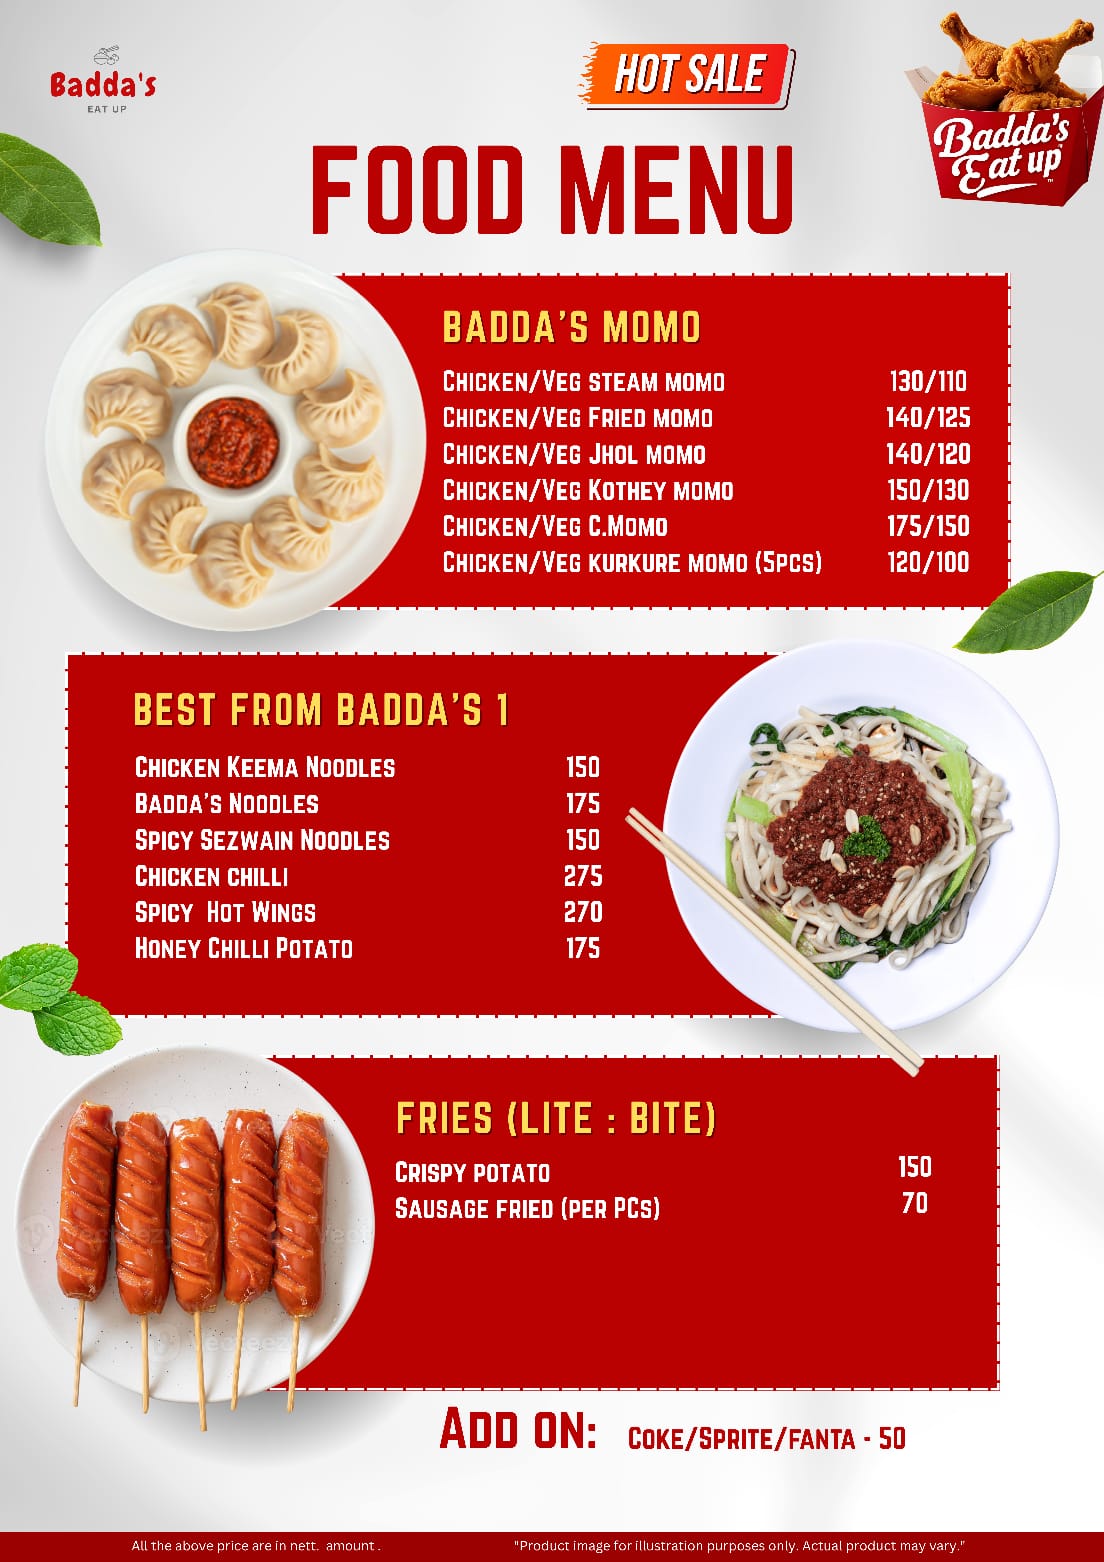 Badda's
EAT UP
HOT SALE
Badda's
Eat up
FOOD MENU
BADDA'S MOMO
CHICKEN/VEG STEAM MOMO 130/110
CHICKEN/VEG FRIED MOMO 140/125
CHICKEN/VEG JHOL MOMO 140/120
CHICKEN/VEG KOTHEY MOMO 150/130
CHICKEN/VEG C.MOMO 175/150
CHICKEN/VEG KURKURE MOMO (5PCS) 120/100
BEST FROM BADDA'S 1
CHICKEN KEEMA NOODLES 150
BADDA'S NOODLES 175
SPICY SEZWAIN NOODLES 150
CHICKEN CHILLI 275
SPICY HOT WINGS 270
HONEY CHILLI POTATO 175
FRIES (LITE : BITE)
CRISPY POTATO 150
SAUSAGE FRIED (PER PCS) 70
ADD ON: COKE/SPRITE/FANTA - 50
All the above price are in nett. amount .
"Product image for illustration purposes only. Actual product may vary."